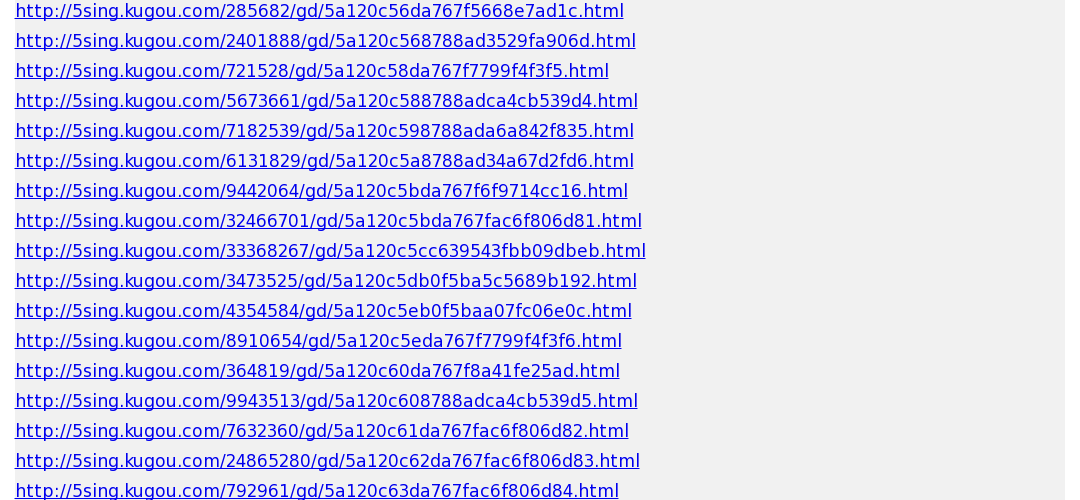 http://5sing.kugou.com/285682/gd/5a120c56da767f5668e7ad1c.html
http://5sing.kugou.com/2401888/gd/5a120c568788ad3529fa906d.html
http://5sing.kugou.com/721528/gd/5a120c58da767f7799f4f3f5.html
http://5sing.kugou.com/5673661/gd/5a120c588788adca4cb539d4.html
http://5sing.kugou.com/7182539/gd/5a120c598788ada6a842f835.html
http://5sing.kugou.com/6131829/gd/5a120c5a8788ad34a67d2fd6.html
http://5sing.kugou.com/9442064/gd/5a120c5bda767f6f9714cc16.html
http://5sing.kugou.com/32466701/gd/5a120c5bda767fac6f806d81.html
http://5sing.kugou.com/33368267/gd/5a120c5cc639543fbb09dbeb.html
http://5sing.kugou.com/3473525/gd/5a120c5db0f5ba5c5689b192.html
http://5sing.kugou.com/4354584/gd/5a120c5eb0f5baa07fc06e0c.html
http://5sing.kugou.com/8910654/gd/5a120c5eda767f7799f4f3f6.html
http://5sing.kugou.com/364819/gd/5a120c60da767f8a41fe25ad.html
http://5sing.kugou.com/9943513/gd/5a120c608788adca4cb539d5.html
http://5sing.kugou.com/7632360/gd/5a120c61da767fac6f806d82.html
http://5sing.kugou.com/24865280/gd/5a120c62da767fac6f806d83.html
http://5sing.kugou.com/792961/gd/5a120c63da767fac6f806d84.html